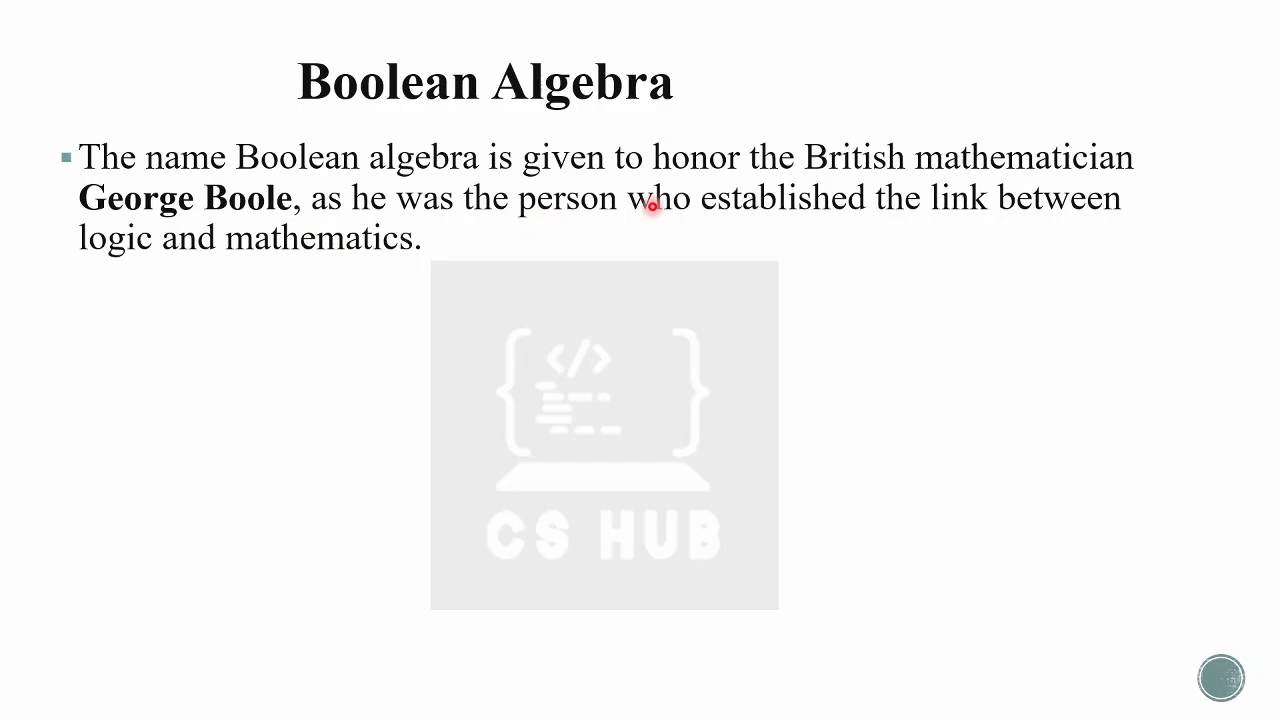 Boolean Algebra
The name Boolean algebra is given to honor the British mathematician
George Boole, as he was the person who established the link between
logic and mathematics.
</>
CS HUB